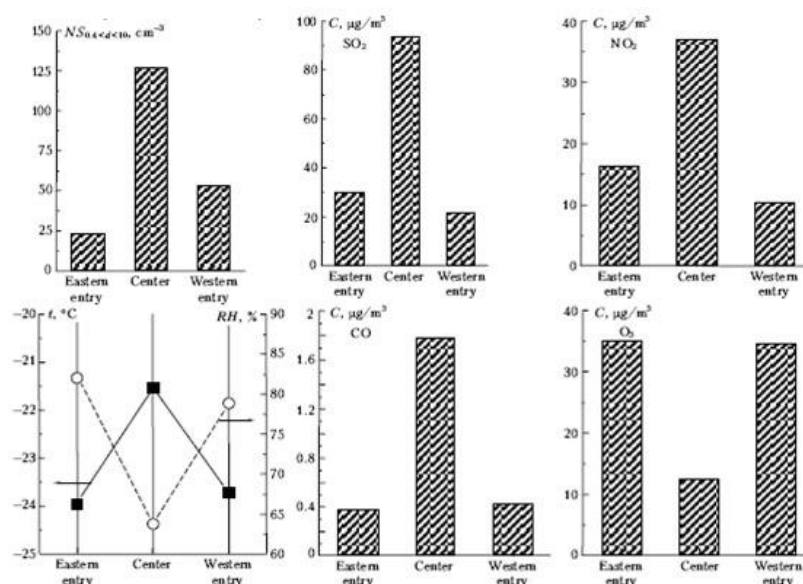 NS0.4<d<10, cm−3
150
125
100
75
50
25
0
Eastern entry
Center
Western entry
C, μg/m3
SO2
100
80
60
40
20
0
Eastern entry
Center
Western entry
C, μg/m3
NO2
40
30
20
10
0
Eastern entry
Center
Western entry
t, °C
−20
−21
−22
−23
−24
−25
RH, %
90
85
80
75
70
65
60
Eastern entry
Center
Western entry
C, μg/m3
CO
2
1.6
1.2
0.8
0.4
0
Eastern entry
Center
Western entry
C, μg/m3
O3
40
30
20
10
0
Eastern entry
Center
Western entry